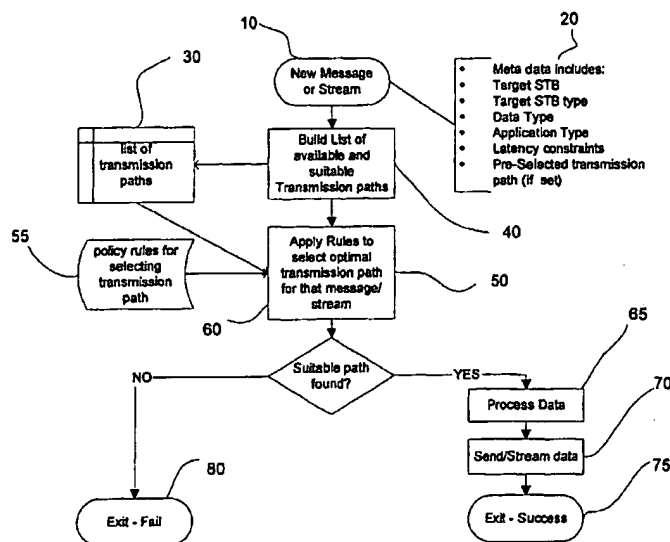 10
20
30
New Message
or Stream
• Meta data includes:
• Target STB
• Target STB type
• Data Type
• Application Type
• Latency constraints
• Pre-Selected transmission
path (if set)
list of
transmission
paths
Build List of
available and
suitable
Transmission paths
40
55
policy rules for
selecting
transmission
path
Apply Rules to
select optimal
transmission path
for that message/
stream
50
60
Suitable path
found?
NO
YES
65
Process Data
70
Send/Stream data
75
Exit - Success
80
Exit - Fail